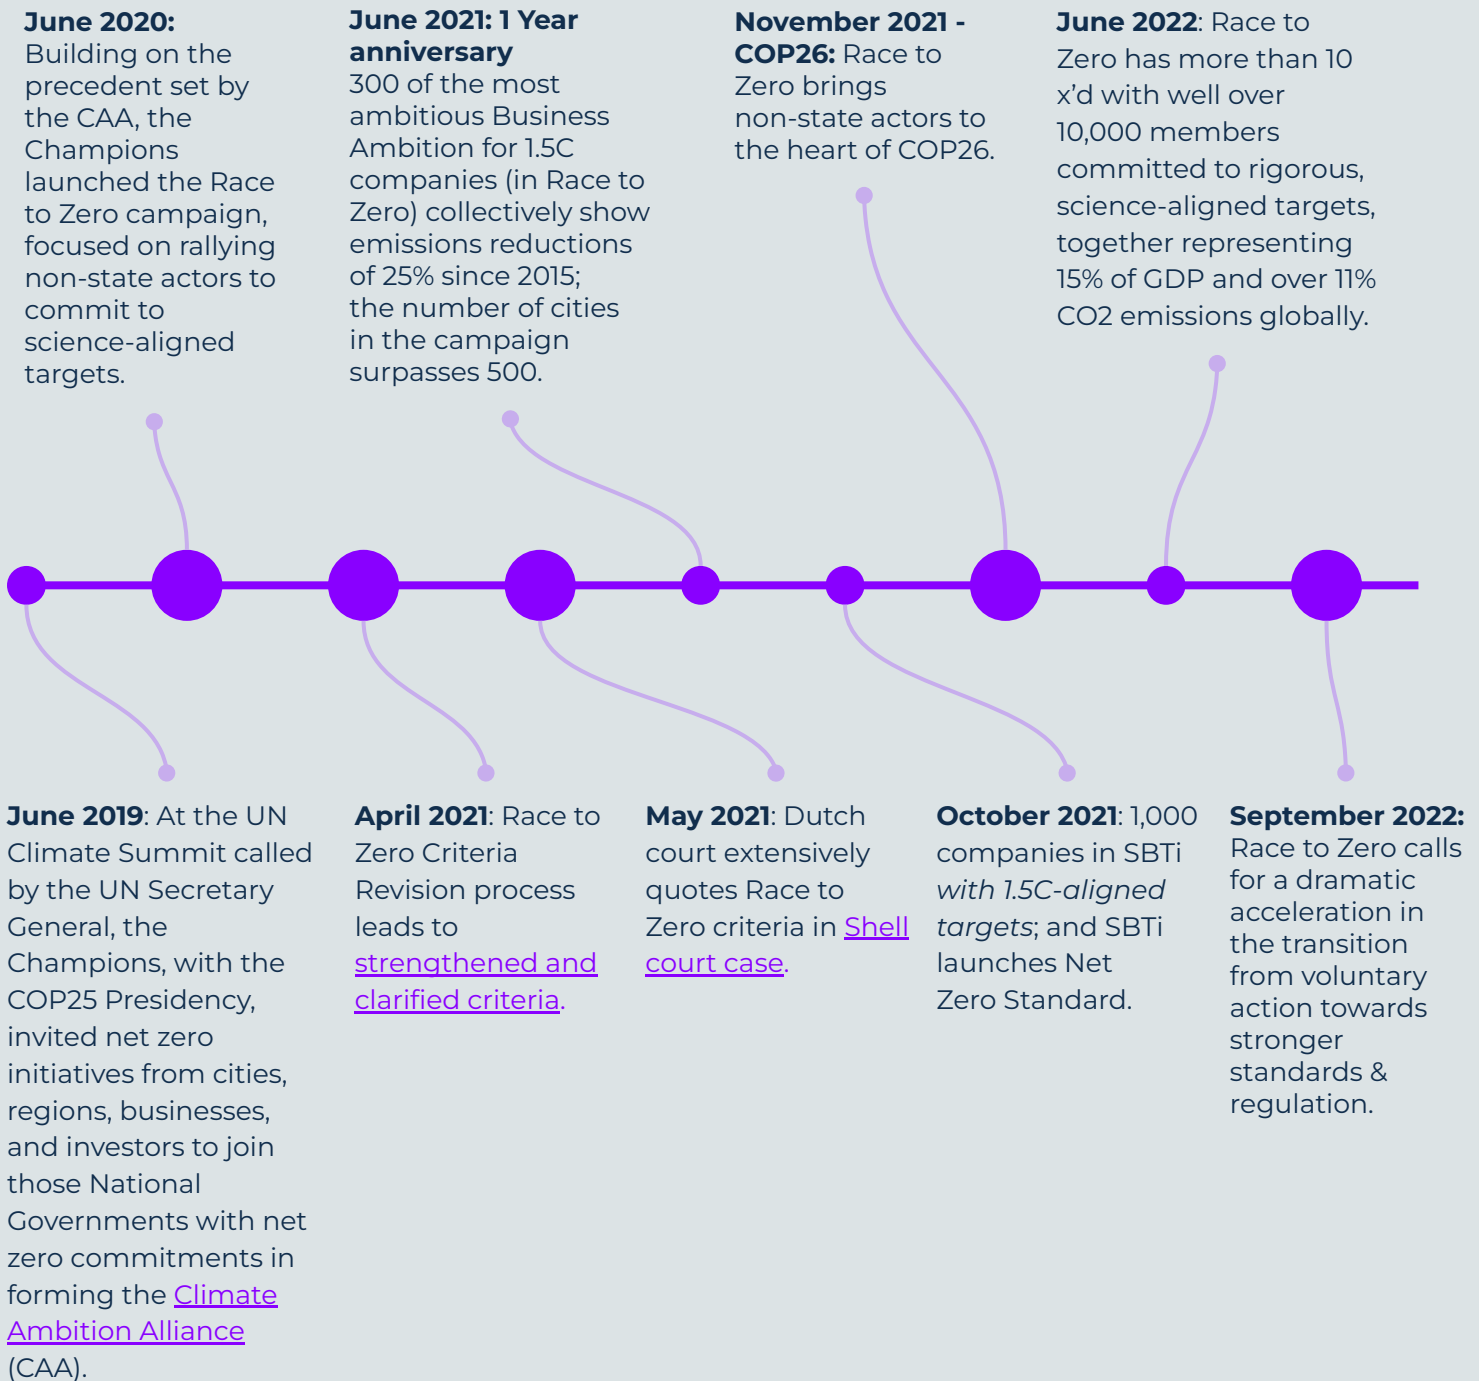 June 2020:
Building on the
precedent set by
the CAA, the
Champions
launched the Race
to Zero campaign,
focused on rallying
non-state actors to
commit to
science-aligned
targets.
June 2021: 1 Year
anniversary
300 of the most
ambitious Business
Ambition for 1.5C
companies (in Race to
Zero) collectively show
emissions reductions
of 25% since 2015;
the number of cities
in the campaign
surpasses 500.
November 2021 -
COP26: Race to
Zero brings
non-state actors to
the heart of COP26.
June 2022: Race to
Zero has more than 10
x’d with well over
10,000 members
committed to rigorous,
science-aligned targets,
together representing
15% of GDP and over 11%
CO2 emissions globally.
June 2019: At the UN
Climate Summit called
by the UN Secretary
General, the
Champions, with the
COP25 Presidency,
invited net zero
initiatives from cities,
regions, businesses,
and investors to join
those National
Governments with net
zero commitments in
forming the Climate
Ambition Alliance
(CAA).
April 2021: Race to
Zero Criteria
Revision process
leads to
strengthened and
clarified criteria.
May 2021: Dutch
court extensively
quotes Race to
Zero criteria in Shell
court case.
October 2021: 1,000
companies in SBTi
with 1.5C-aligned
targets; and SBTi
launches Net
Zero Standard.
September 2022:
Race to Zero calls
for a dramatic
acceleration in
the transition
from voluntary
action towards
stronger
standards &
regulation.